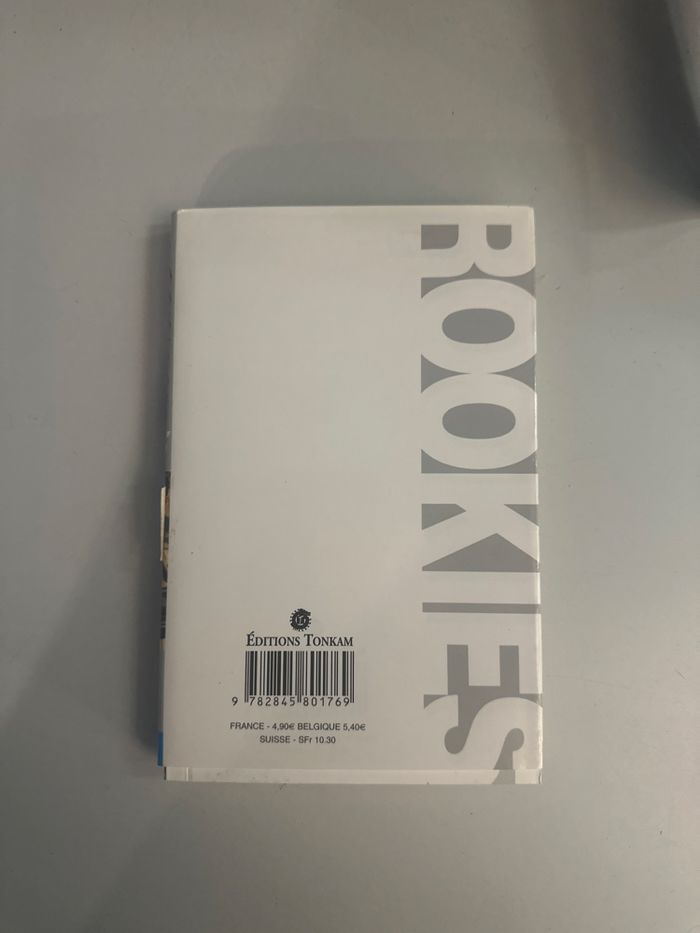 ROOKIES
ÉDITIONS TONKAM
9 782845 801769
FRANCE - 4,90€ BELGIQUE 5,40€
SUISSE - SFr 10.30